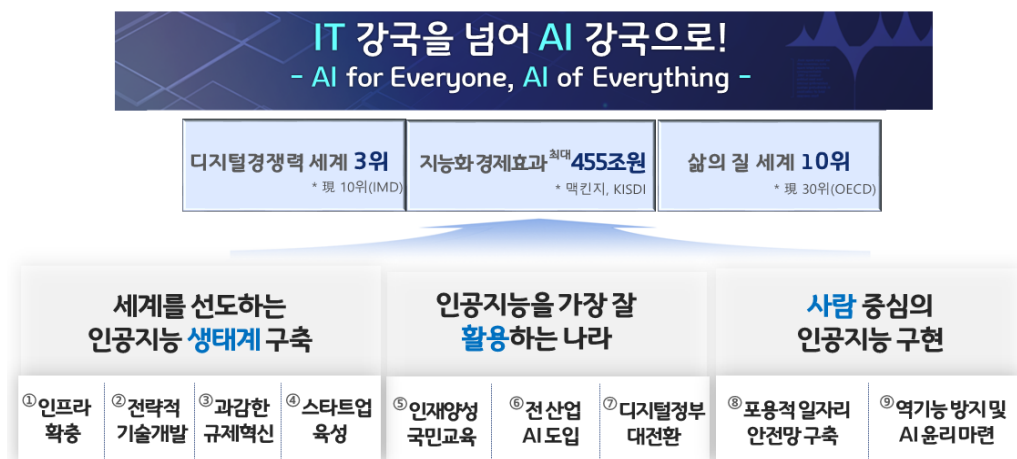 IT 강국을 넘어 AI 강국으로!
- AI for Everyone, AI of Everything -
디지털경쟁력 세계 3위
* 現 10위(IMD)
지능화 경제효과 최대 455조원
* 맥킨지, KISDI
삶의 질 세계 10위
* 現 30위(OECD)
세계를 선도하는
인공지능 생태계 구축
인공지능을 가장 잘
활용하는 나라
사람 중심의
인공지능 구현
①인프라
확충
②전략적
기술개발
③과감한
규제혁신
④스타트업
육성
⑤인재양성
국민교육
⑥전 산업
AI 도입
⑦디지털정부
대전환
⑧포용적 일자리
안전망 구축
⑨역기능 방지 및
AI 윤리 마련